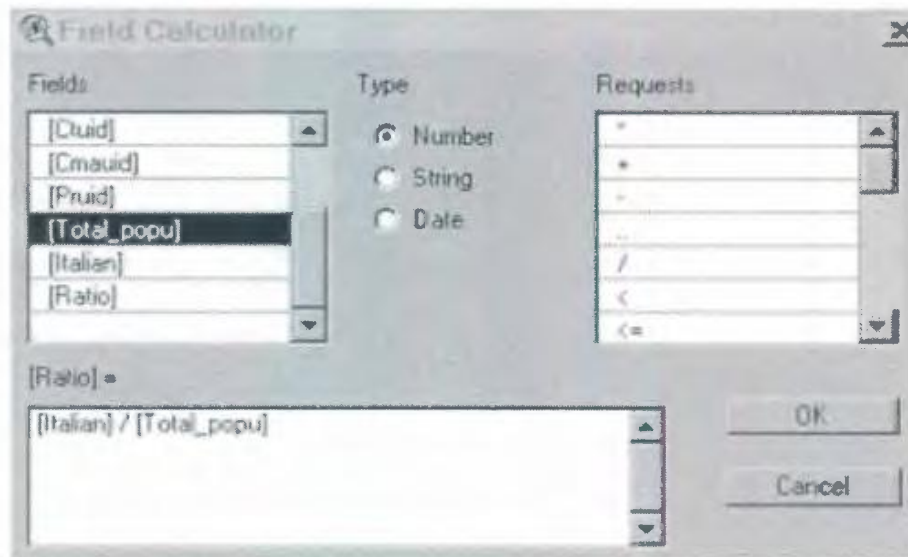 Field Calculator
Fields
Type
Requests
[Ctuid]
[Cmauid]
[Pruid]
[Total_popu]
[Italian]
[Ratio]
Number
String
Date
*
+
-
/
<
<=
[Ratio] =
[Italian] / [Total_popu]
OK
Cancel